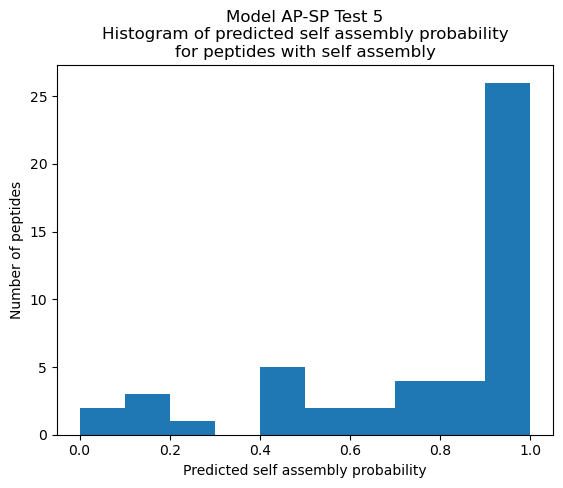 Model AP-SP Test 5
Histogram of predicted self assembly probability
for peptides with self assembly
25
20
15
10
5
0
Number of peptides
0.0 0.2 0.4 0.6 0.8 1.0
Predicted self assembly probability